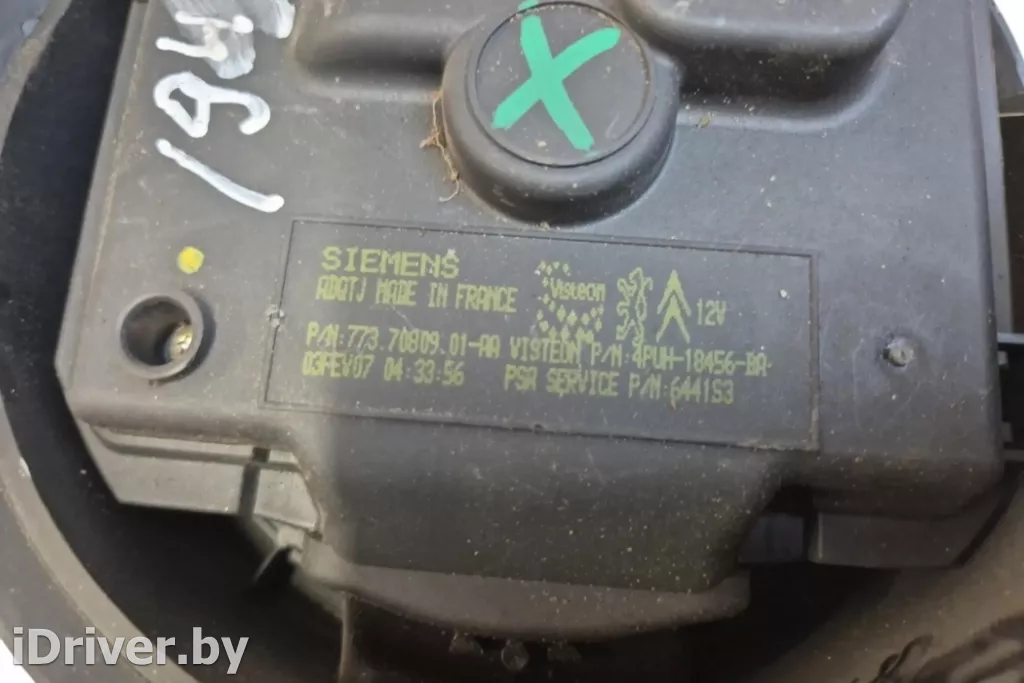 194
X
SIEMENS
MADE IN FRANCE
Visteon
12V
P/N:773.70809.01-AA VISTEON P/N:4PUH-18456-BA
03FEV07 04:33:56 PSA SERVICE P/N:6441S3
iDriver.by